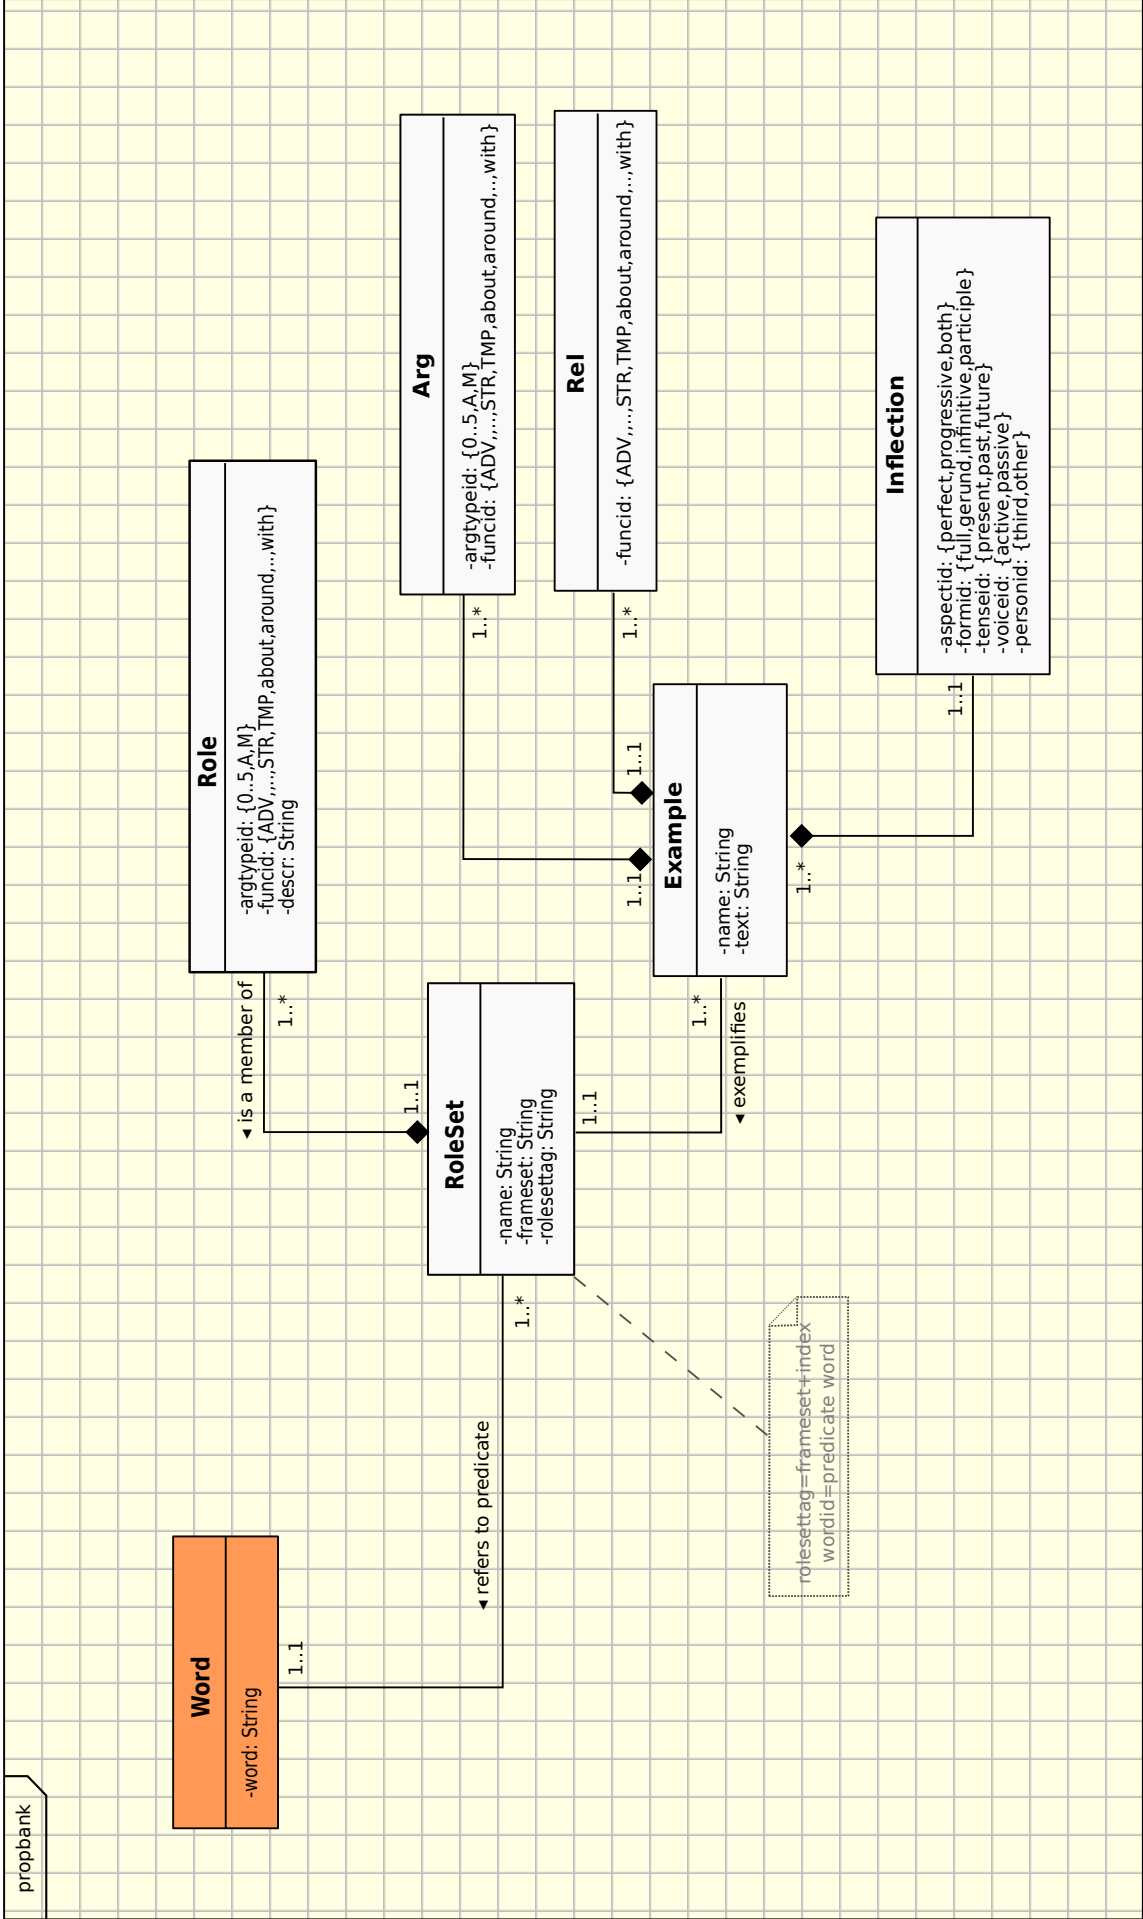 propbank
Word
-word: String
1..1
◄ refers to predicate
1..*
RoleSet
-name: String
-frameset: String
-rolesettag: String
1..1
◄ is a member of
1..*
Role
-argtypeid: {0..5,A,M}
-funcid: {ADV,,..,STR,TMP,about,around,..,with}
-descr: String
1..1
◄ exemplifies
1..*
Example
-name: String
-text: String
1..1
1..*
Arg
-argtypeid: {0..5,A,M}
-funcid: {ADV,,..,STR,TMP,about,around,..,with}
1..1
1..*
Rel
-funcid: {ADV,,..,STR,TMP,about,around,..,with}
1..*
1..1
Inflection
-aspectid: {perfect,progressive,both}
-formid: {full,gerund,infinitive,participle}
-tenseid: {present,past,future}
-voiceid: {active,passive}
-personid: {third,other}
rolesettag=frameset+index
wordid=predicate word